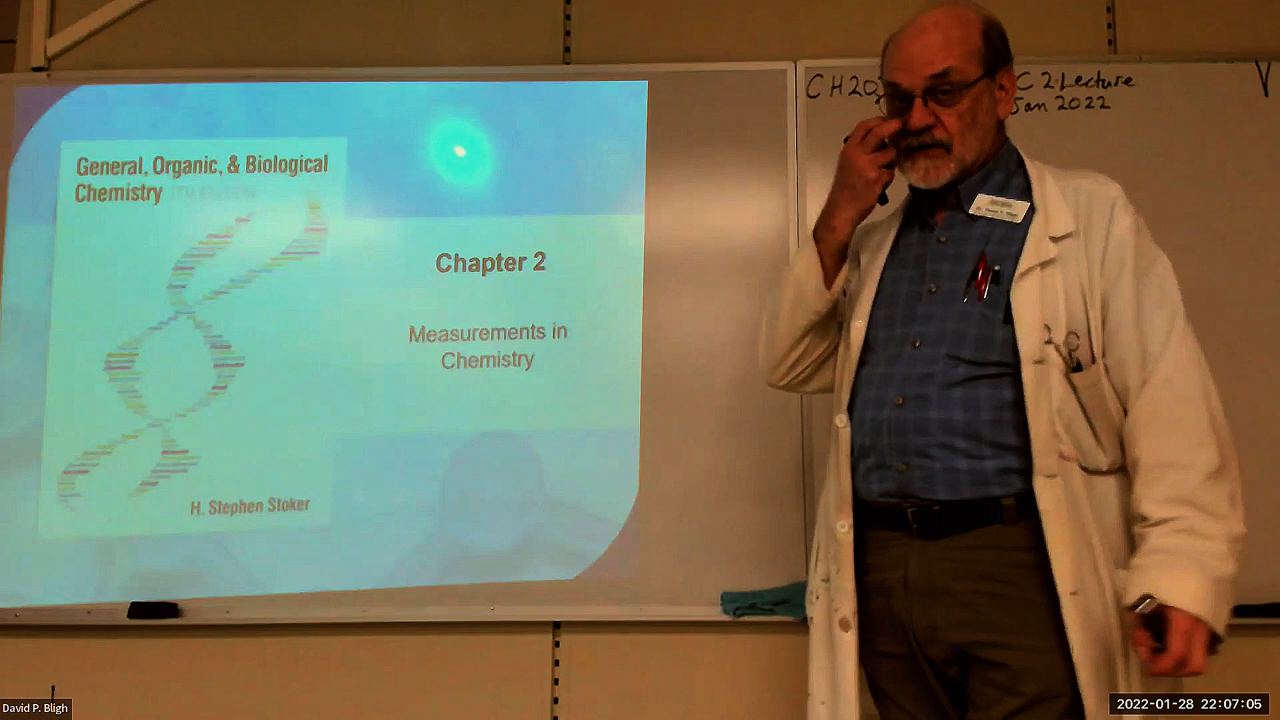 General, Organic, & Biological
Chemistry
Chapter 2
Measurements in
Chemistry
H. Stephen Stoker
CH20
C 2 Lecture
Jan 2022
V
David P. Bligh
2022-01-28 22:07:05